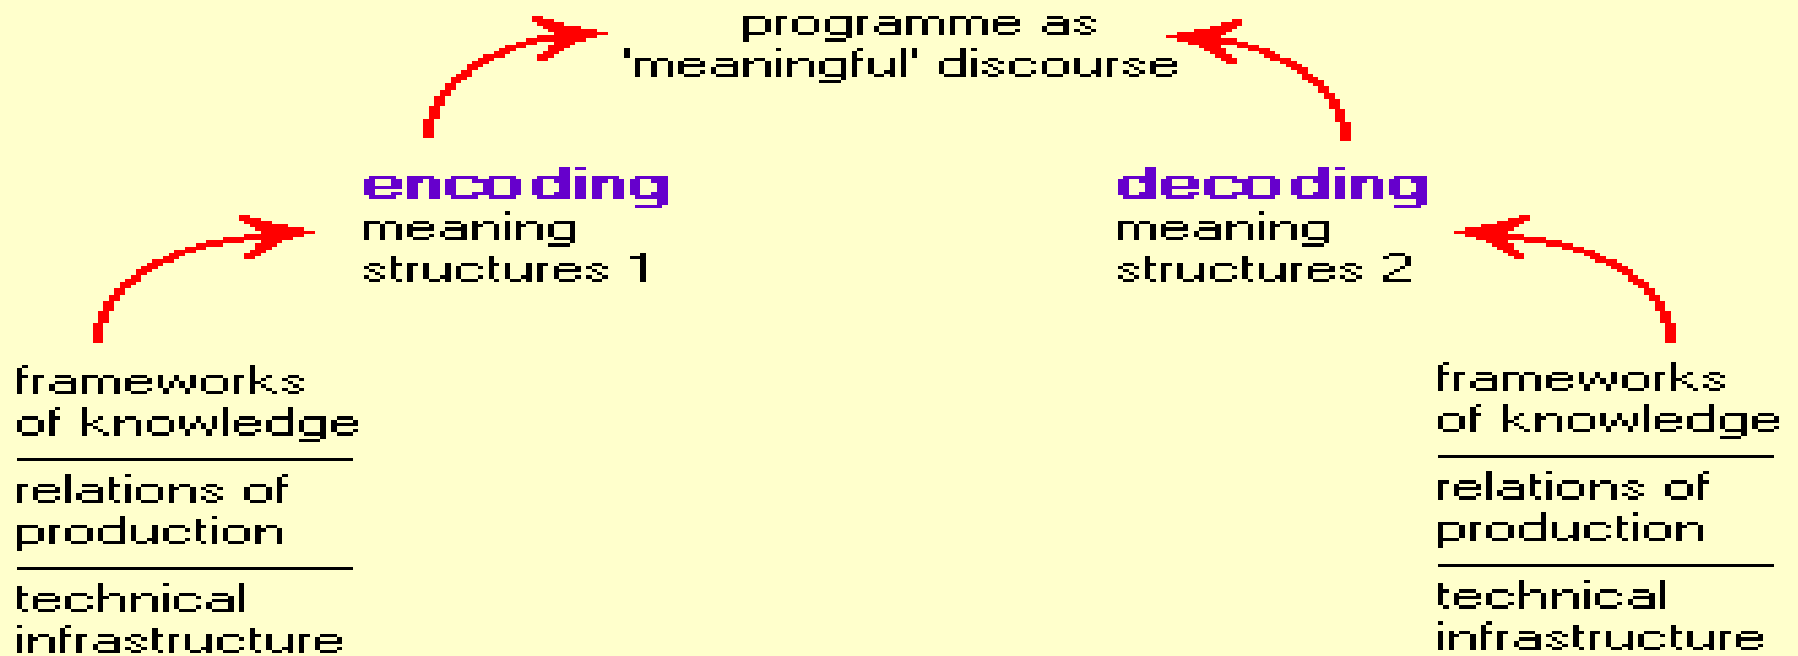 programme as
'meaningful' discourse
encoding
meaning
structures 1
decoding
meaning
structures 2
frameworks
of knowledge
relations of
production
technical
infrastructure
frameworks
of knowledge
relations of
production
technical
infrastructure